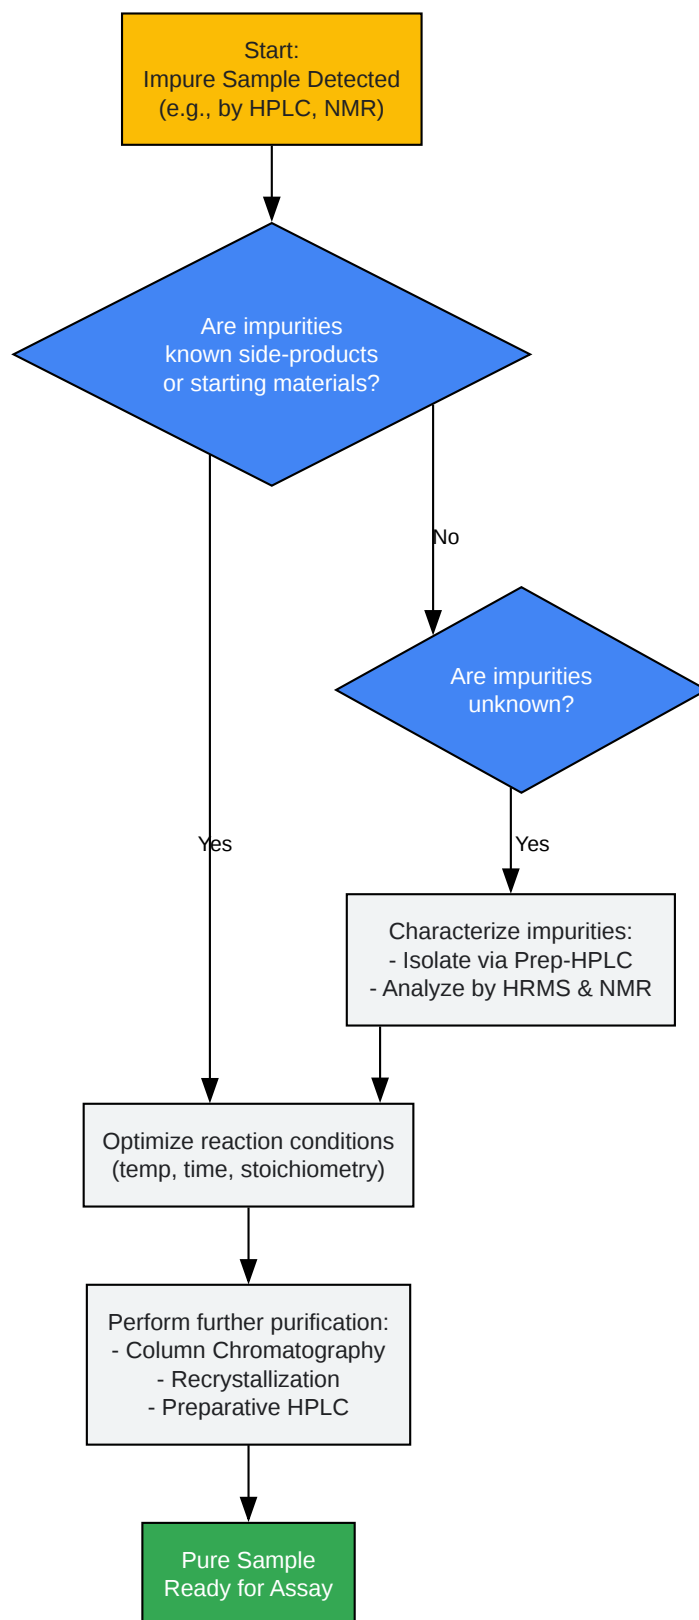 Start:
Impure Sample Detected
(e.g., by HPLC, NMR)
Are impurities
known side-products
or starting materials?
No
Are impurities
unknown?
Yes
Yes
Characterize impurities:
- Isolate via Prep-HPLC
- Analyze by HRMS & NMR
Optimize reaction conditions
(temp, time, stoichiometry)
Perform further purification:
- Column Chromatography
- Recrystallization
- Preparative HPLC
Pure Sample
Ready for Assay